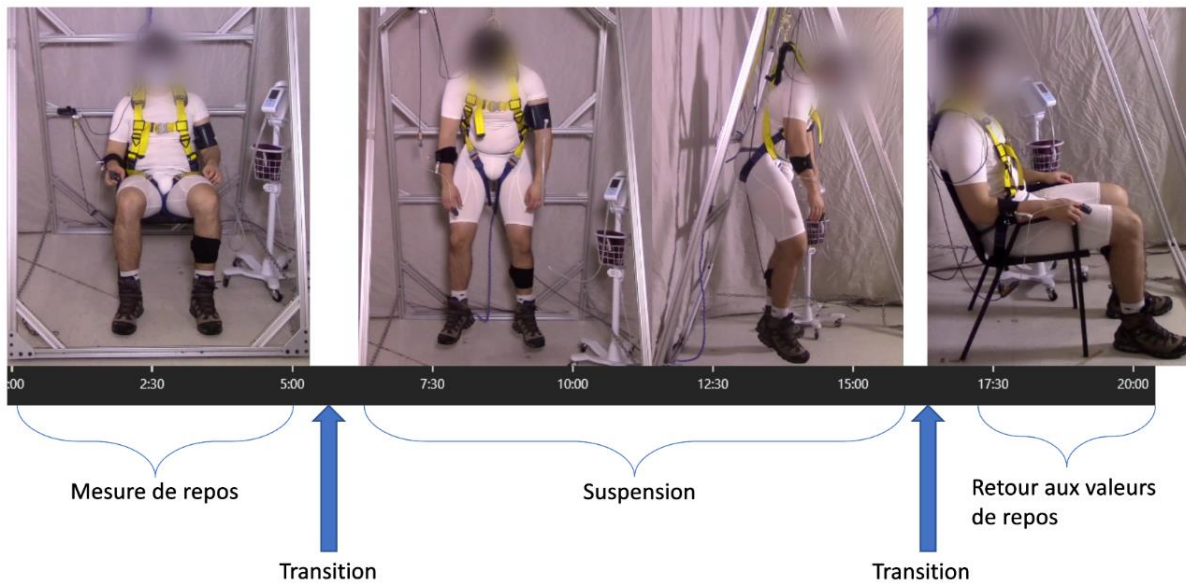 :00 2:30 5:00 7:30 10:00 12:30 15:00 17:30 20:00
Mesure de repos
Suspension
Retour aux valeurs
de repos
Transition
Transition